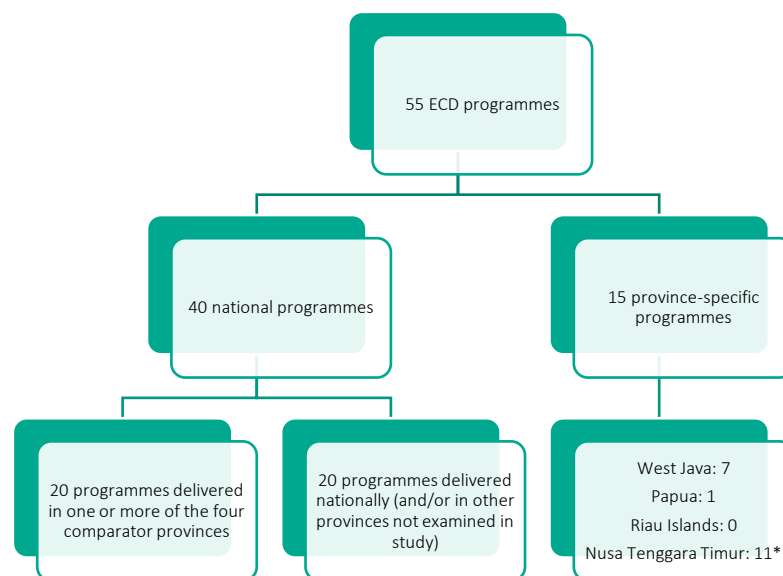 55 ECD programmes
40 national programmes
15 province-specific
programmes
20 programmes delivered
in one or more of the four
comparator provinces
20 programmes delivered
nationally (and/or in other
provinces not examined in
study)
West Java: 7
Papua: 1
Riau Islands: 0
Nusa Tenggara Timur: 11*